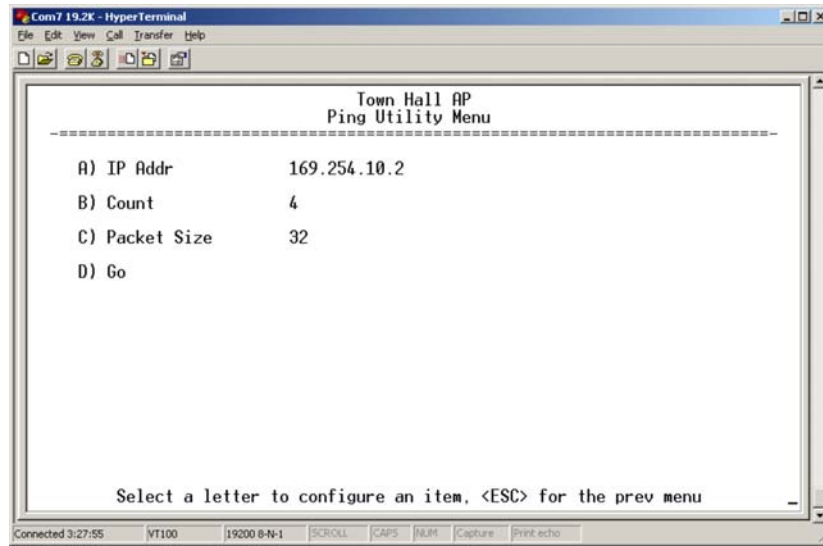 Com7 19.2K - HyperTerminal
File Edit View Call Transfer Help
Town Hall AP
Ping Utility Menu
-===========================================================================-
A) IP Addr 169.254.10.2
B) Count 4
C) Packet Size 32
D) Go
Select a letter to configure an item, <ESC> for the prev menu _
Connected 3:27:55 VT100 19200 8-N-1 SCROLL CAPS NUM Capture Print echo